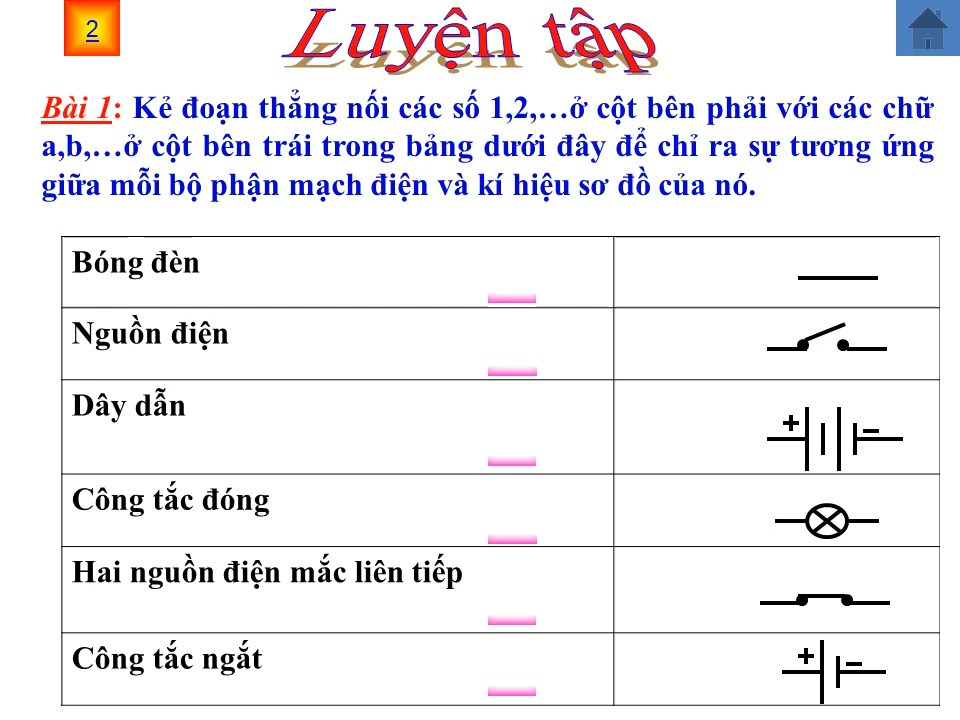 2
Luyện tập
Bài 1: Kẻ đoạn thẳng nối các số 1,2,…ở cột bên phải với các chữ
a,b,…ở cột bên trái trong bảng dưới đây để chỉ ra sự tương ứng
giữa mỗi bộ phận mạch điện và kí hiệu sơ đồ của nó.
Bóng đèn
Nguồn điện
Dây dẫn
+ –
Công tắc đóng
Hai nguồn điện mắc liên tiếp
Công tắc ngắt
+ –